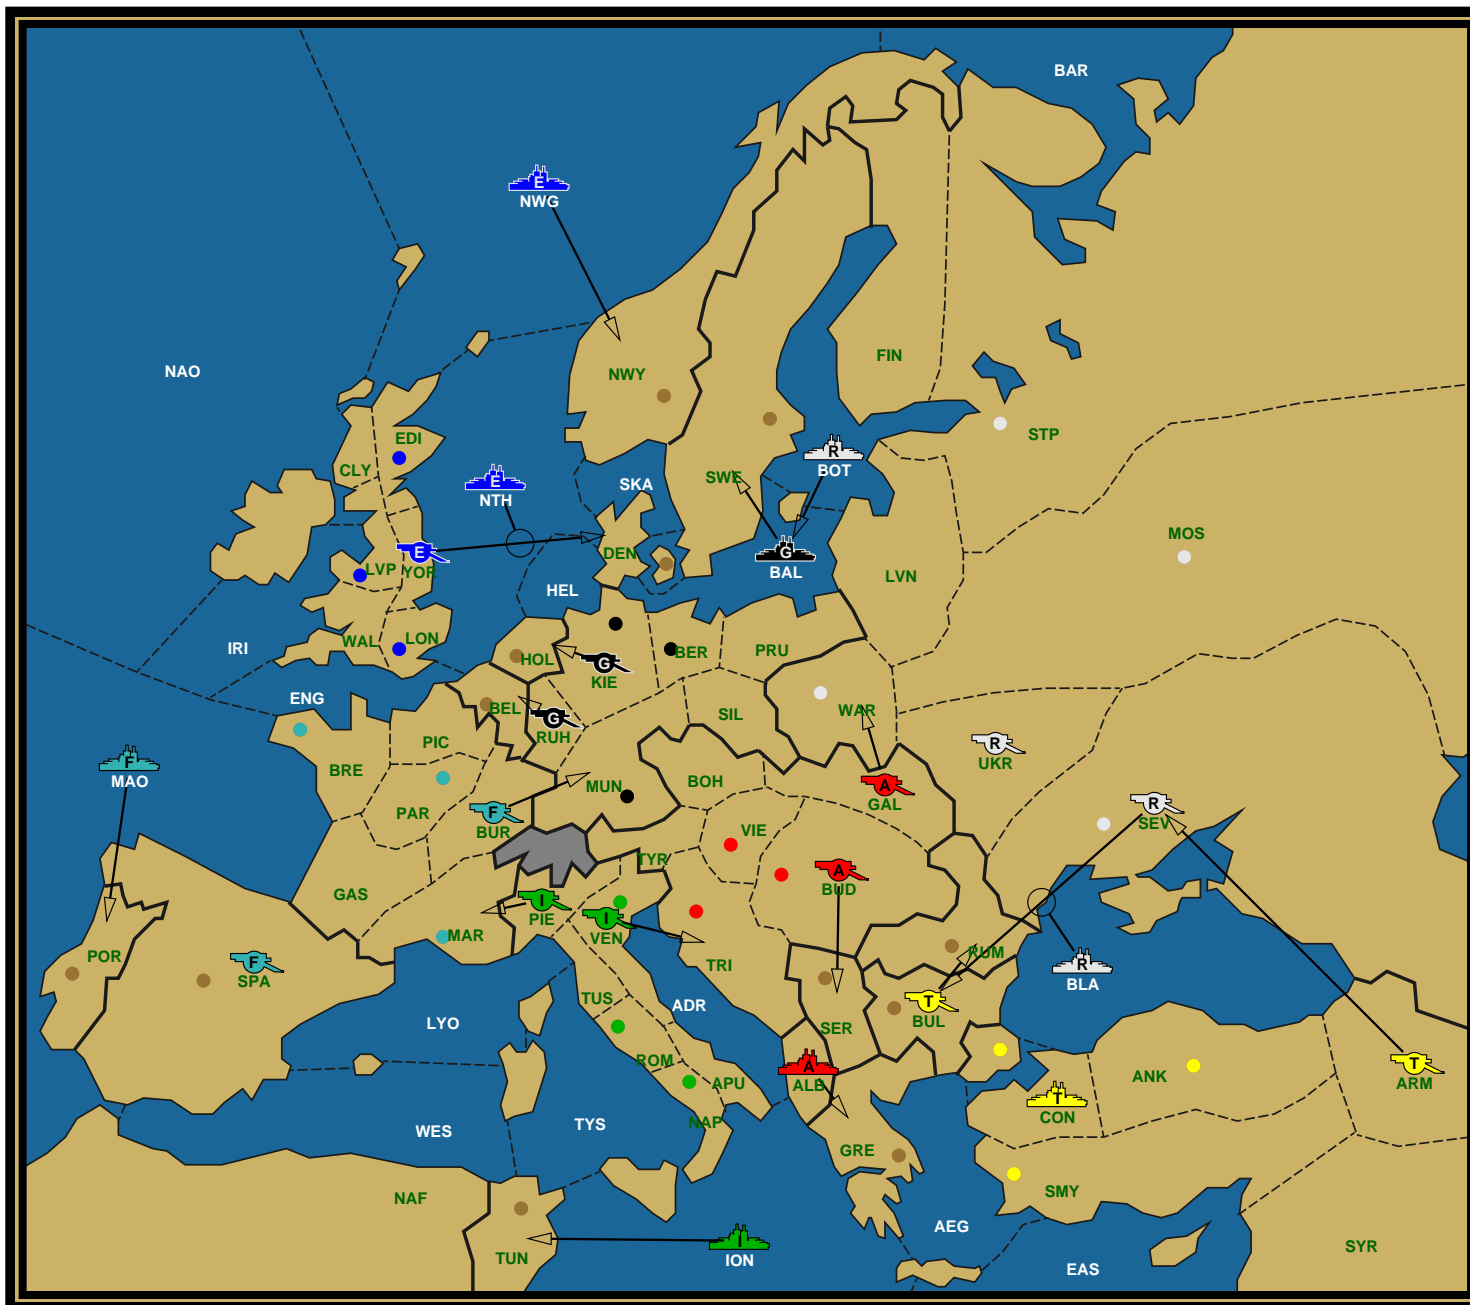 BAR
E
NWG
NAO
FIN
NWY
EDI
STP
R
BOT
CLY
SWE
E
NTH
SKA
MOS
E
LVP
YOR
DEN
G
BAL
LVN
HEL
IRI
WAL
LON
HOL
G
KIE
BER
PRU
ENG
BEL
G
RUH
SIL
WAR
PIC
R
UKR
F
MAO
BRE
MUN
BOH
A
GAL
PAR
F
BUR
R
SEV
VIE
TYR
A
BUD
GAS
I
PIE
I
VEN
MAR
POR
F
SPA
TRI
RUM
R
BLA
TUS
ADR
T
BUL
LYO
SER
ROM
A
ALB
APU
ANK
T
ARM
T
CON
NAP
WES
TYS
GRE
SMY
NAF
AEG
I
ION
TUN
EAS
SYR